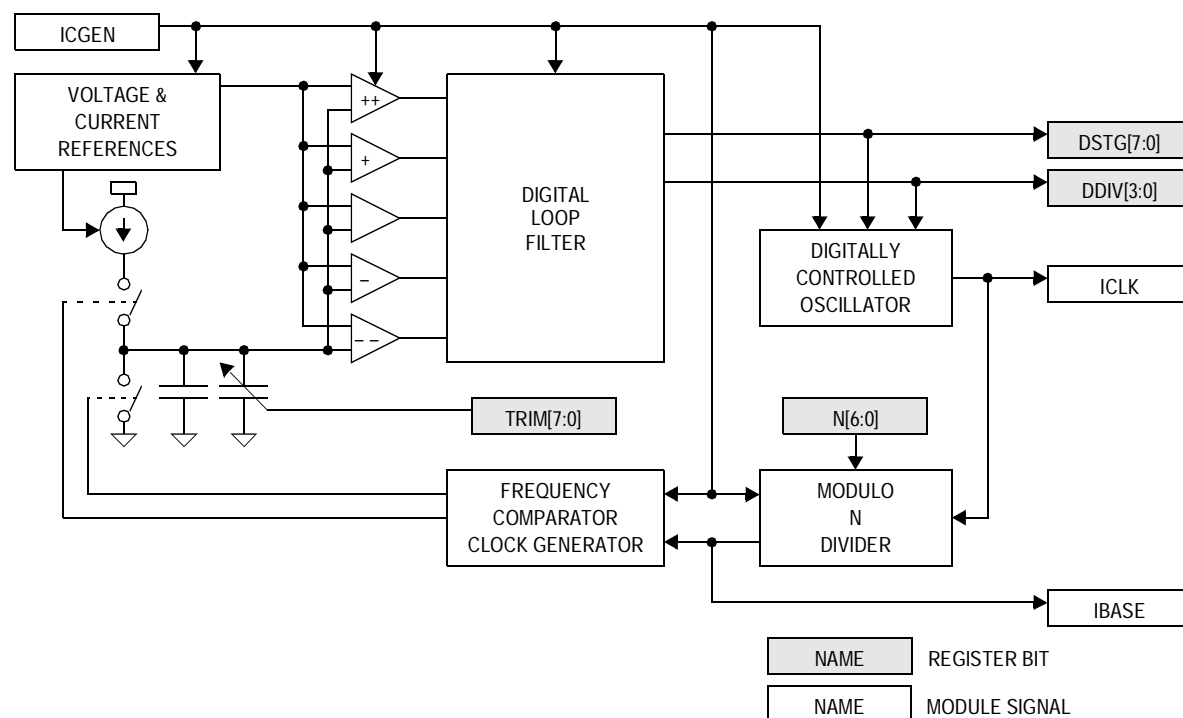 ICGEN
VOLTAGE &
CURRENT
REFERENCES
++
+
−
− −
DIGITAL
LOOP
FILTER
DSTG[7:0]
DDIV[3:0]
DIGITALLY
CONTROLLED
OSCILLATOR
ICLK
TRIM[7:0]
N[6:0]
FREQUENCY
COMPARATOR
CLOCK GENERATOR
MODULO
N
DIVIDER
IBASE
NAME REGISTER BIT
NAME MODULE SIGNAL